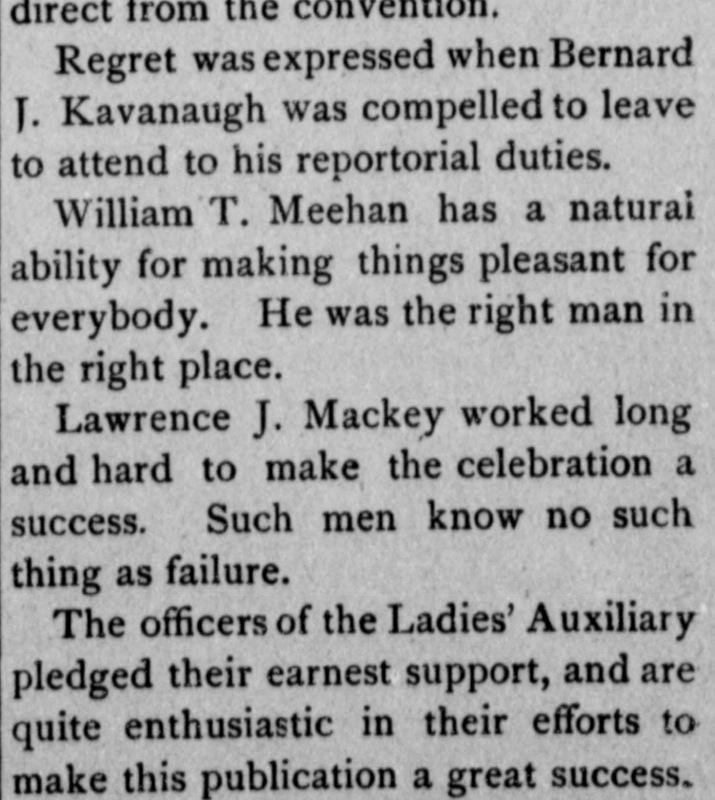 direct from the convention.
Regret was expressed when Bernard
J. Kavanaugh was compelled to leave
to attend to his reportorial duties.
William T. Meehan has a natural
ability for making things pleasant for
everybody. He was the right man in
the right place.
Lawrence J. Mackey worked long
and hard to make the celebration a
success. Such men know no such
thing as failure.
The officers of the Ladies' Auxiliary
pledged their earnest support, and are
quite enthusiastic in their efforts to
make this publication a great success.